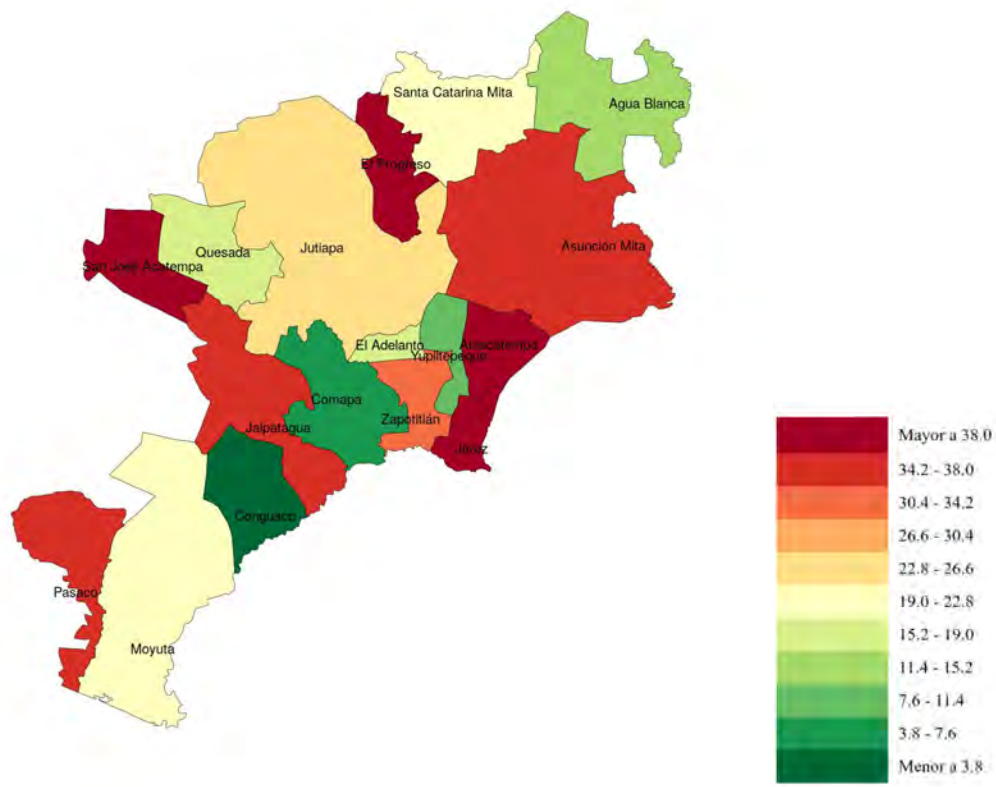 Santa Catarina Mita
Agua Blanca
El Progreso
Asunción Mita
Jutiapa
Quesada
San José Acatempa
El Adelanto
Atescatempa
Yupiltepeque
Comapa
Zapotitlán
Jalpatagua
Jerez
Conguaco
Pasaco
Moyuta
Mayor a 38.0
34.2 - 38.0
30.4 - 34.2
26.6 - 30.4
22.8 - 26.6
19.0 - 22.8
15.2 - 19.0
11.4 - 15.2
7.6 - 11.4
3.8 - 7.6
Menor a 3.8